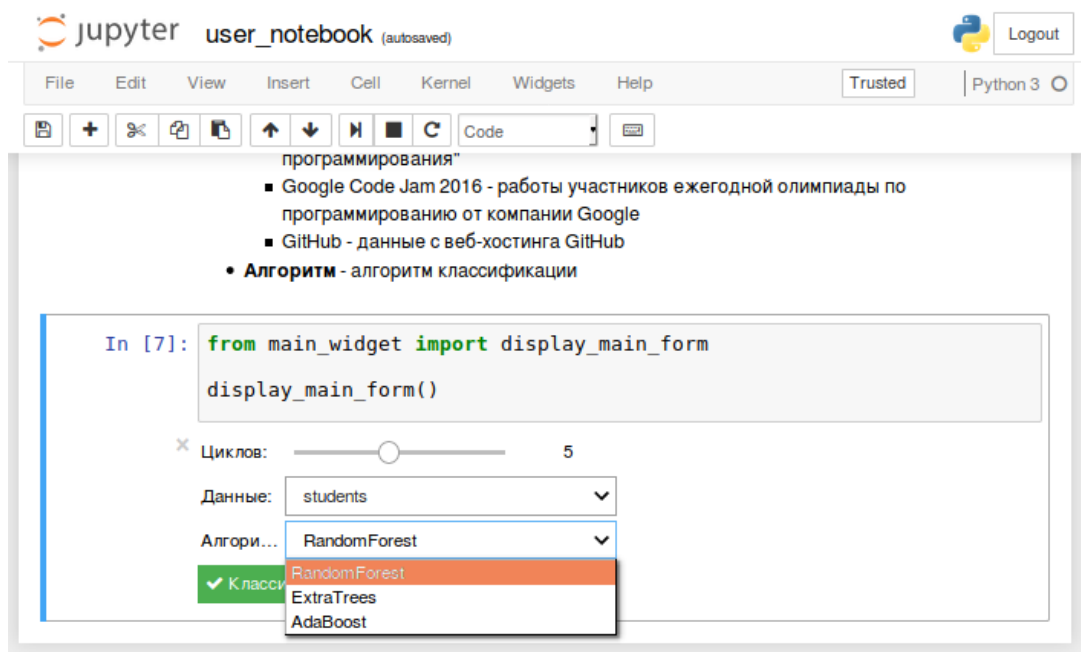 jupyter user_notebook (autosaved) Logout
File Edit View Insert Cell Kernel Widgets Help Trusted Python 3
Code
программирования"
Google Code Jam 2016 - работы участников ежегодной олимпиады по
программированию от компании Google
GitHub - данные с веб-хостинга GitHub
Алгоритм - алгоритм классификации
In [7]: from main_widget import display_main_form
display_main_form()
Циклов: 5
Данные: students
Алгори... RandomForest
RandomForest
Класси
ExtraTrees
AdaBoost